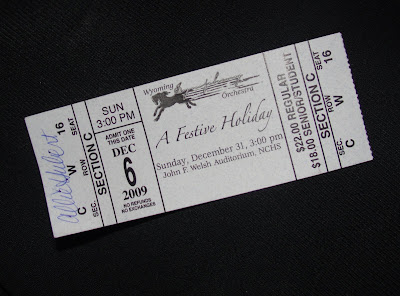 C W 16
SEC. ROW SEAT
SECTION C
SUN
3:00 PM
ADMIT ONE
THIS DATE
DEC
6
2009
NO REFUNDS
NO EXCHANGES
Wyoming
Orchestra
A Festive Holiday
Sunday, December 31, 3:00 pm
John F. Welsh Auditorium, NCHS
$22.00 REGULAR
$18.00 SENIOR/STUDENT
SECTION C
SEC. ROW SEAT
C W 16